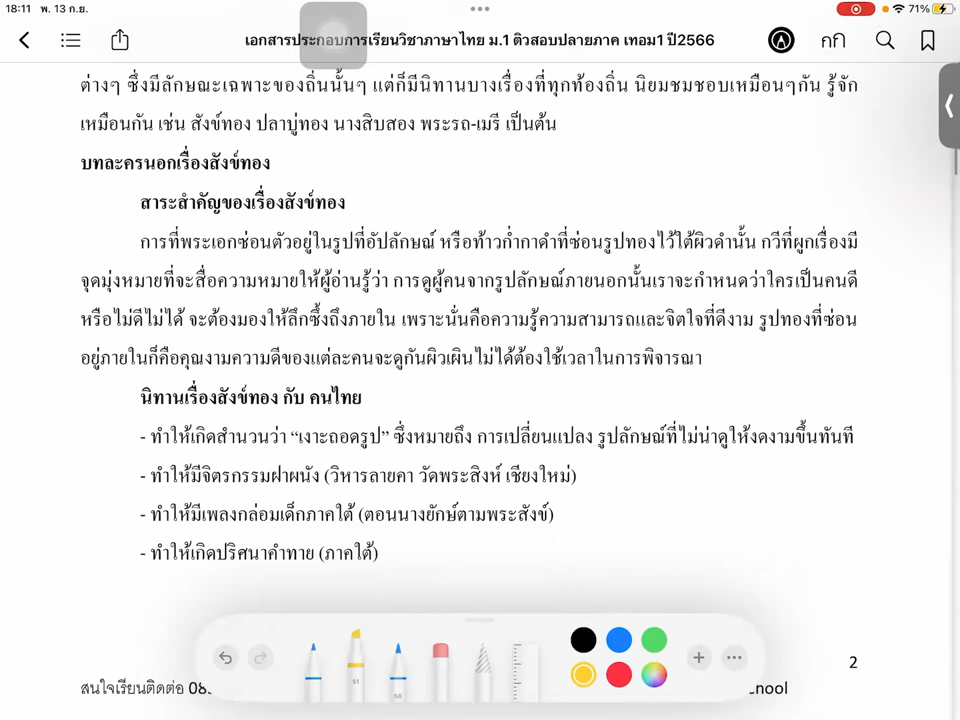 18:11 พ. 13 ก.ย. 71%
เอกสารประกอบการเรียนวิชาภาษาไทย ม.1 ติวสอบปลายภาค เทอม1 ปี2566 กกิ
ต่างๆ ซึ่งมีลักษณะเฉพาะของถิ่นนั้นๆ แต่ก็มีนิทานบางเรื่องที่ทุกท้องถิ่น นิยมชมชอบเหมือนๆกัน รู้จัก
เหมือนกัน เช่น สังข์ทอง ปลาบู่ทอง นางสิบสอง พระรถ-เมรี เป็นต้น
บทละครนอกเรื่องสังข์ทอง
สาระสำคัญของเรื่องสังข์ทอง
การที่พระเอกซ่อนตัวอยู่ในรูปที่อัปลักษณ์ หรือท้าวก่ำกาดำที่ซ่อนรูปทองไว้ใต้ผิวดำนั้น กวีที่ผูกเรื่องมี
จุดมุ่งหมายที่จะสื่อความหมายให้ผู้อ่านรู้ว่า การดูผู้คนจากรูปลักษณ์ภายนอกนั้นเราจะกำหนดว่าใครเป็นคนดี
หรือไม่ดีไม่ได้ จะต้องมองให้ลึกซึ้งถึงภายใน เพราะนั่นคือความรู้ความสามารถและจิตใจที่ดีงาม รูปทองที่ซ่อน
อยู่ภายในก็คือคุณงามความดีของแต่ละคนจะดูกันผิวเผินไม่ได้ต้องใช้เวลาในการพิจารณา
นิทานเรื่องสังข์ทอง กับ คนไทย
- ทำให้เกิดสำนวนว่า “เงาะถอดรูป” ซึ่งหมายถึง การเปลี่ยนแปลง รูปลักษณ์ที่ไม่น่าดูให้งดงามขึ้นทันที
- ทำให้มีจิตรกรรมฝาผนัง (วิหารลายคา วัดพระสิงห์ เชียงใหม่)
- ทำให้มีเพลงกล่อมเด็กภาคใต้ (ตอนนางยักษ์ตามพระสังข์)
- ทำให้เกิดปริศนาคำทาย (ภาคใต้)
2
สนใจเรียนติดต่อ